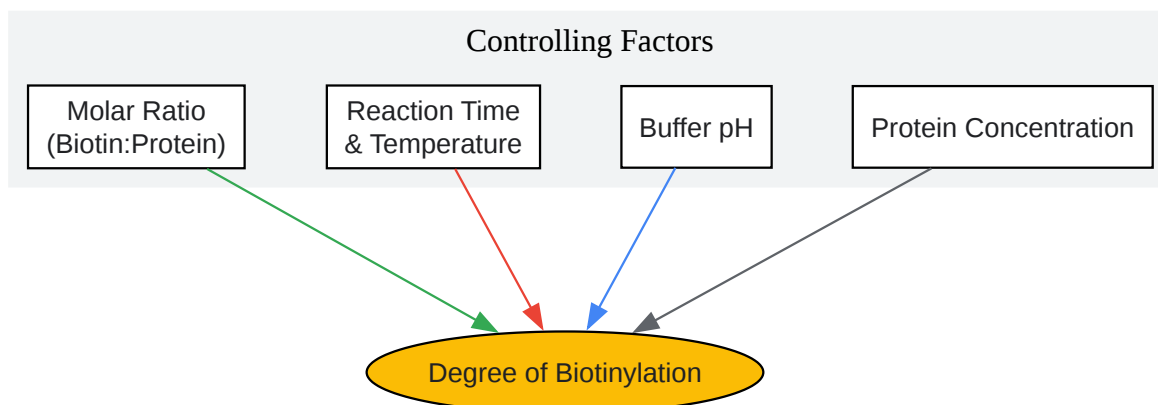 Controlling Factors
Molar Ratio
(Biotin:Protein)
Reaction Time
& Temperature
Buffer pH
Protein Concentration
Degree of Biotinylation